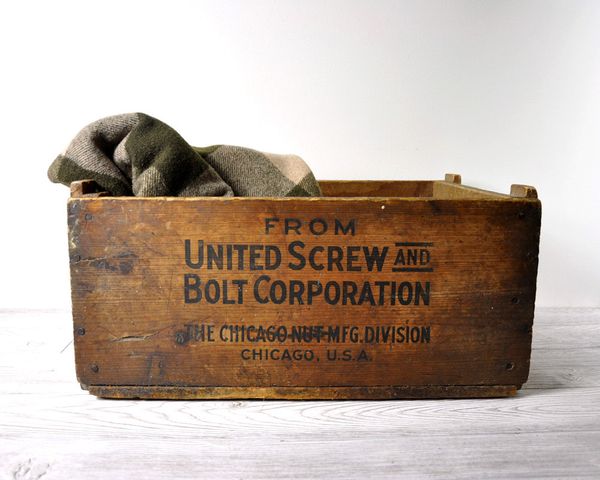 FROM
UNITED SCREW AND
BOLT CORPORATION
THE CHICAGO NUT MFG. DIVISION
CHICAGO, U.S.A.